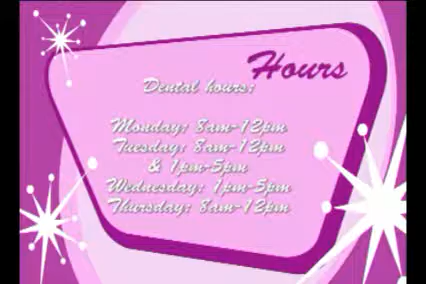 Hours
Dental hours:
Monday: 8am-12pm
Tuesday: 8am-12pm
& 1pm-5pm
Wednesday: 1pm-5pm
Thursday: 8am-12pm